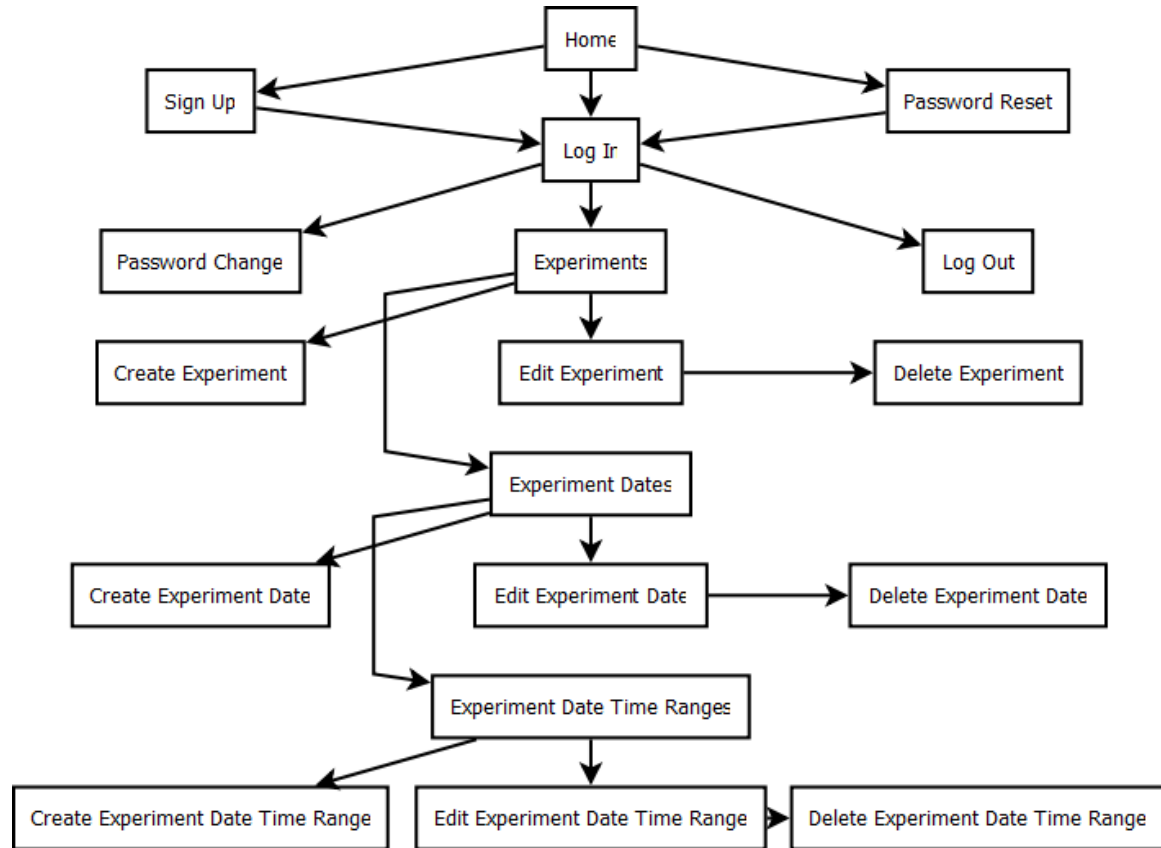 Home
Sign Up
Password Reset
Log In
Password Change
Experiments
Log Out
Create Experiment
Edit Experiment
Delete Experiment
Experiment Dates
Create Experiment Date
Edit Experiment Date
Delete Experiment Date
Experiment Date Time Ranges
Create Experiment Date Time Range
Edit Experiment Date Time Range
Delete Experiment Date Time Range